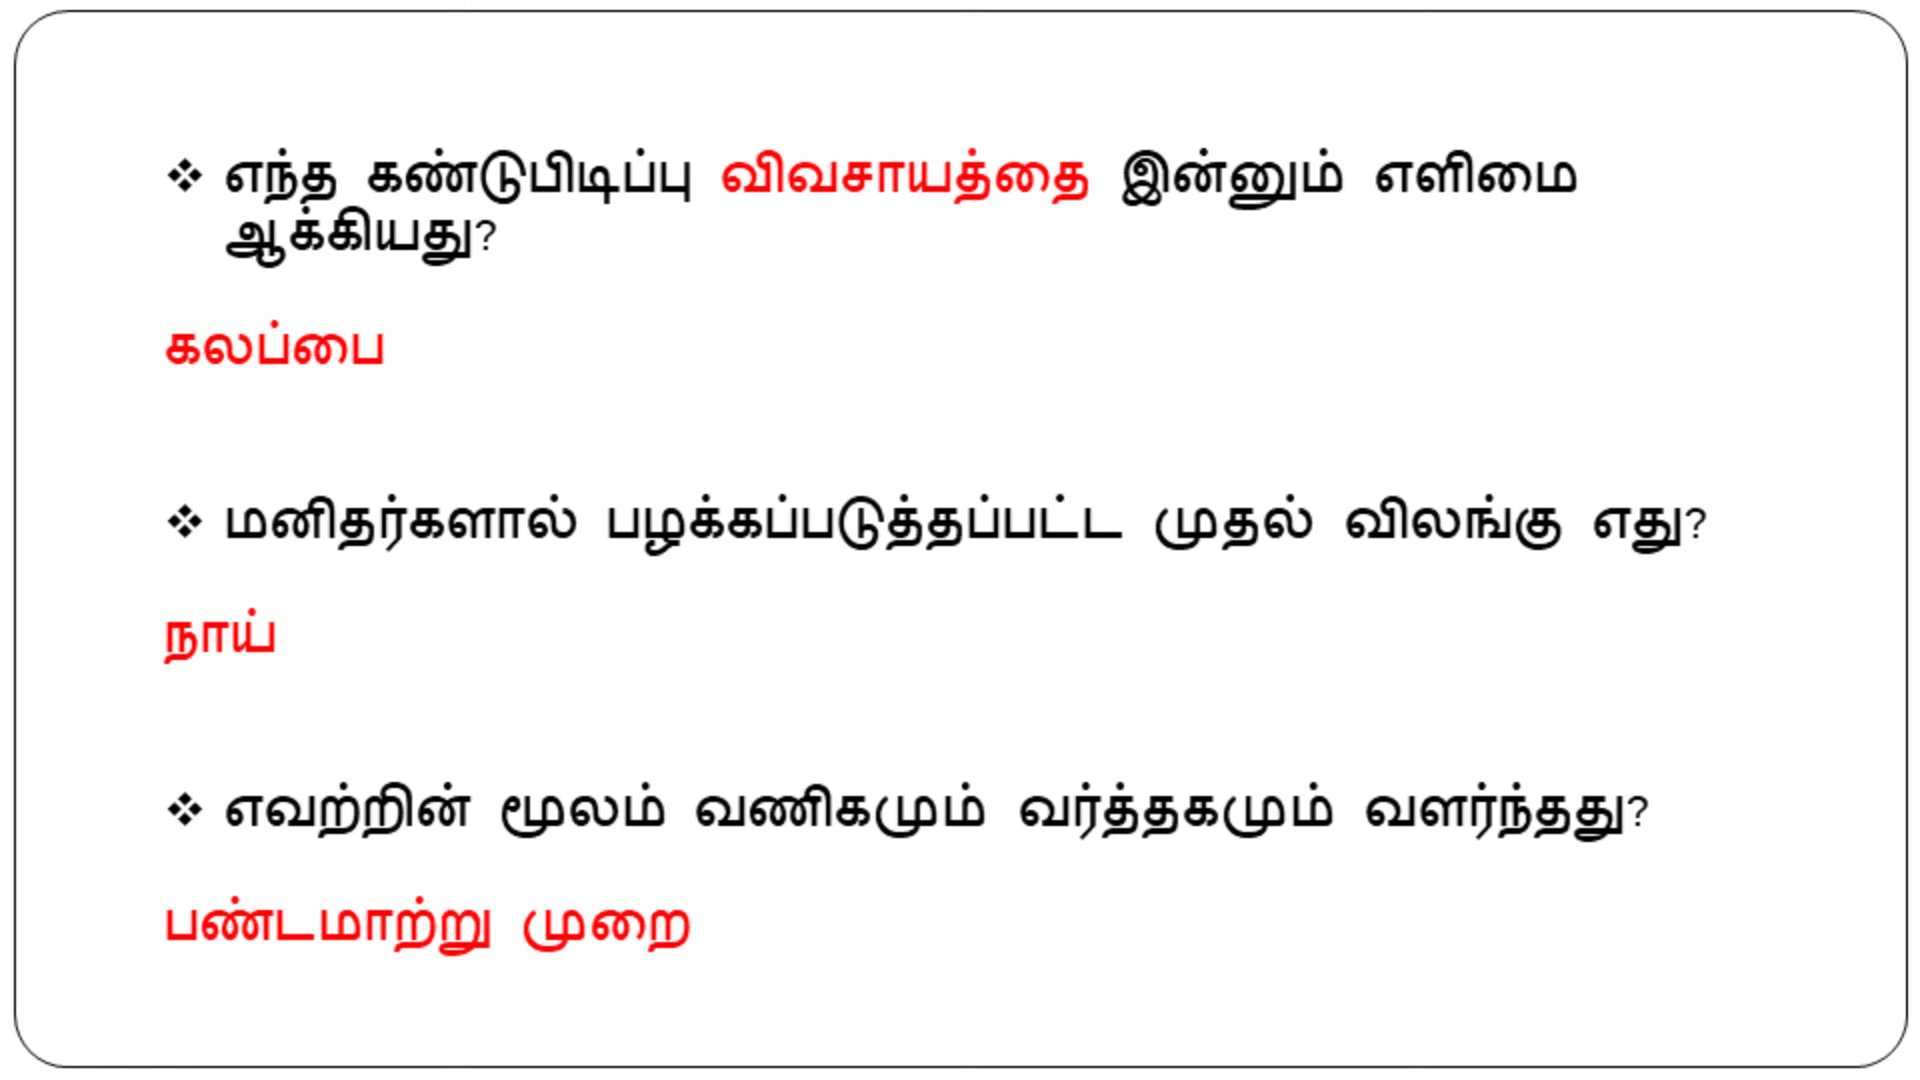 ❖ எந்த கண்டுபிடிப்பு விவசாயத்தை இன்னும் எளிமை
ஆக்கியது?
கலப்பை
❖ மனிதர்களால் பழக்கப்படுத்தப்பட்ட முதல் விலங்கு எது?
நாய்
❖ எவற்றின் மூலம் வணிகமும் வர்த்தகமும் வளர்ந்தது?
பண்டமாற்று முறை